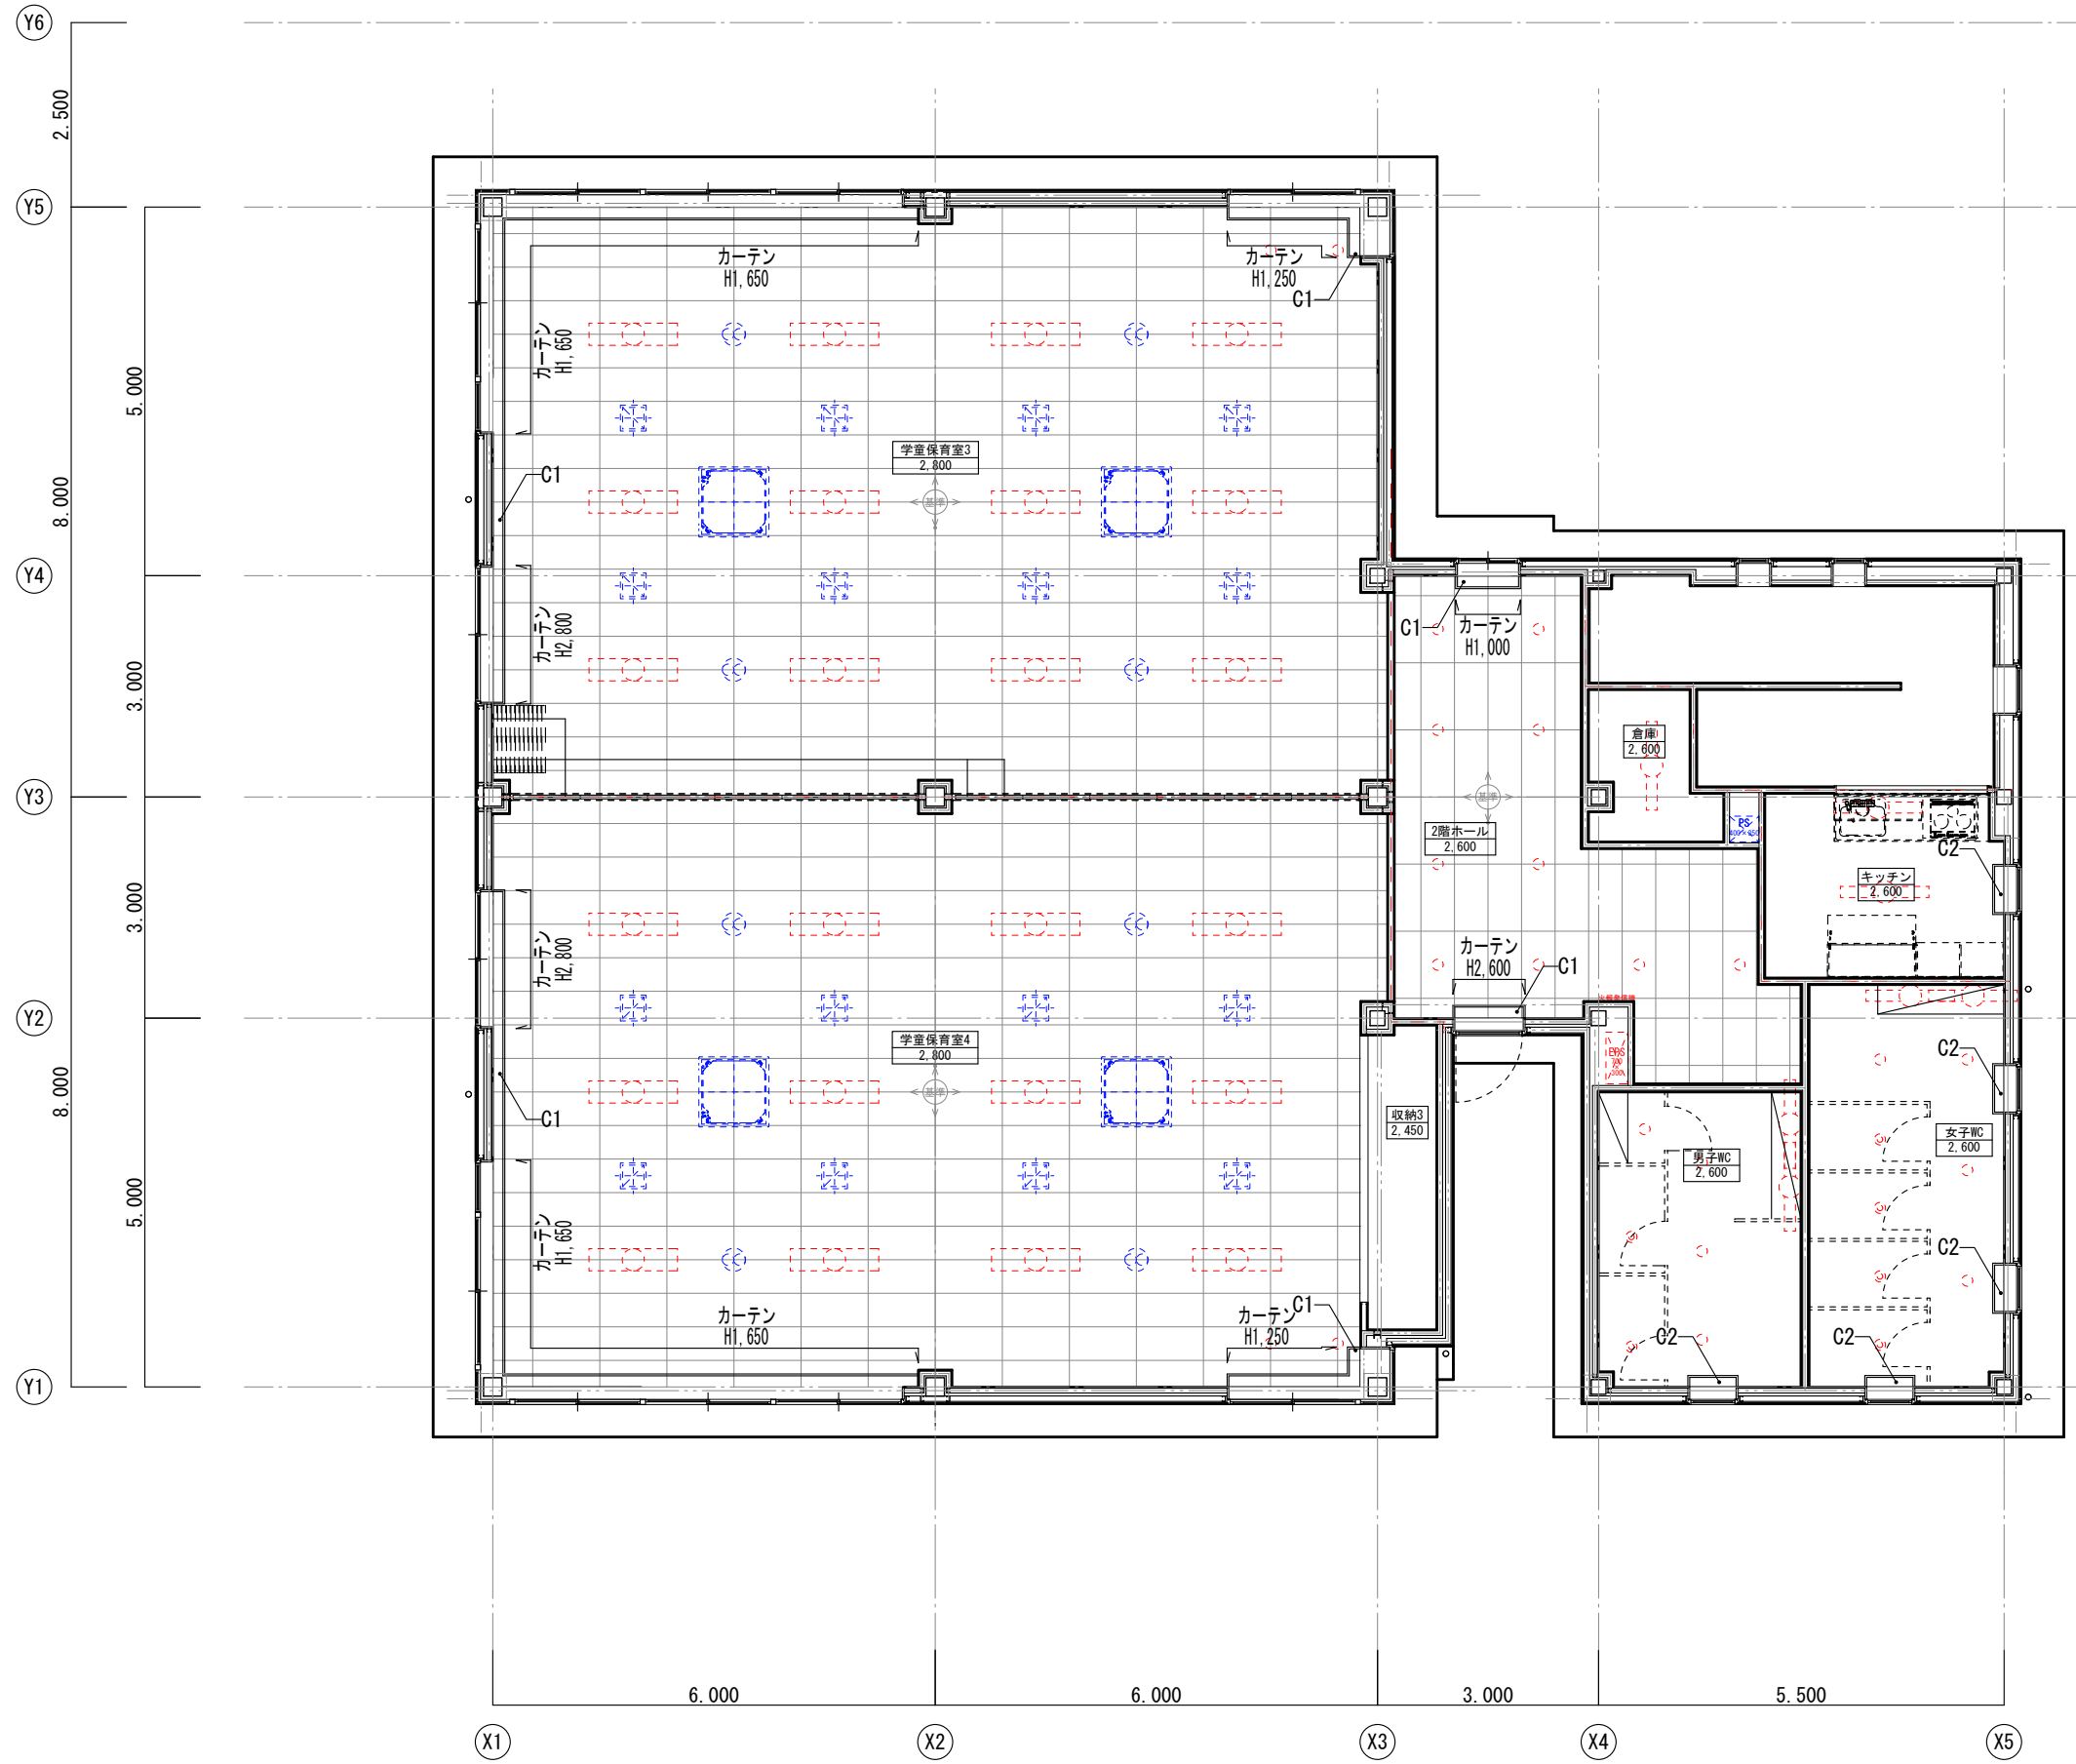 Y6
2.500
Y5
カーテン
H1,650
カーテン
H1,250
C1
カーテン
H1,650
5.000
学童保育室3
2,800
基準
C1
8.000
Y4
カーテン
H2,800
C1
カーテン
H1,000
3.000
倉庫
2,600
Y3
基準
2階ホール
2,600
PS
C2
キッチン
2,600
3.000
カーテン
H2,800
カーテン
H2,600
C1
Y2
学童保育室4
2,800
基準
EPS
C2
8.000
C1
収納3
2,450
女子WC
2,600
男子WC
2,600
5.000
カーテン
H1,650
C2
カーテン
H1,650
カーテン
H1,250
C1
C2
C2
Y1
6.000
6.000
3.000
5.500
X1
X2
X3
X4
X5